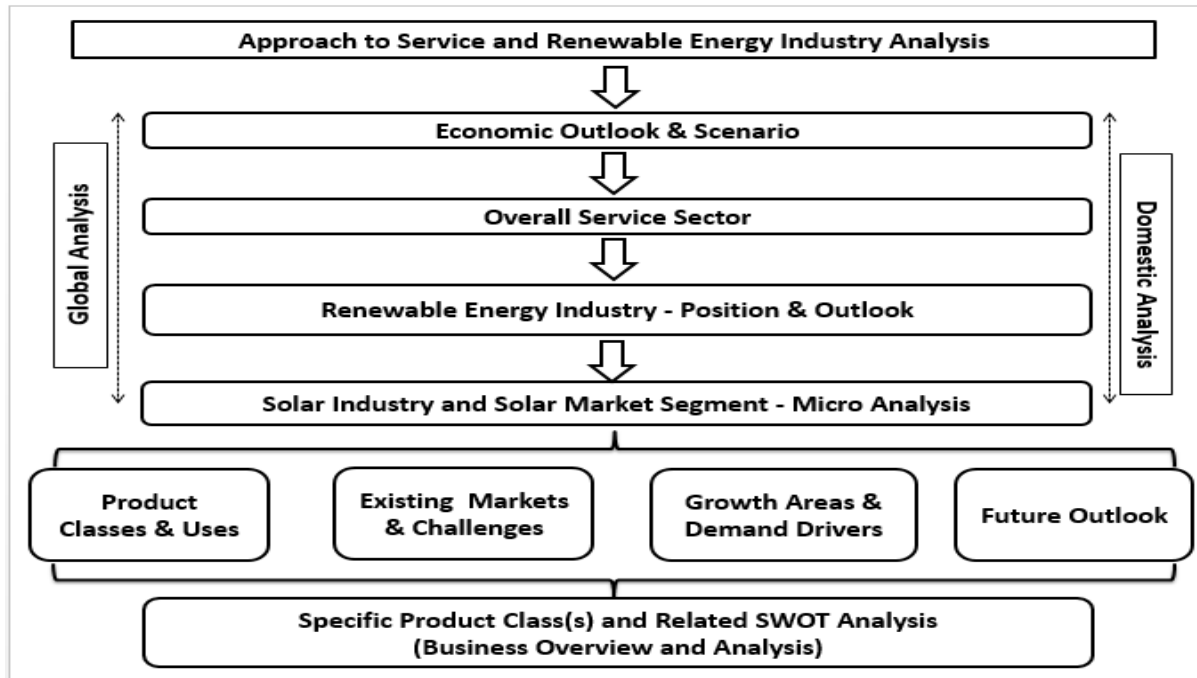 Approach to Service and Renewable Energy Industry Analysis
Economic Outlook & Scenario
Global Analysis
Domestic Analysis
Overall Service Sector
Renewable Energy Industry - Position & Outlook
Solar Industry and Solar Market Segment - Micro Analysis
Product
Classes & Uses
Existing Markets
& Challenges
Growth Areas &
Demand Drivers
Future Outlook
Specific Product Class(s) and Related SWOT Analysis
(Business Overview and Analysis)